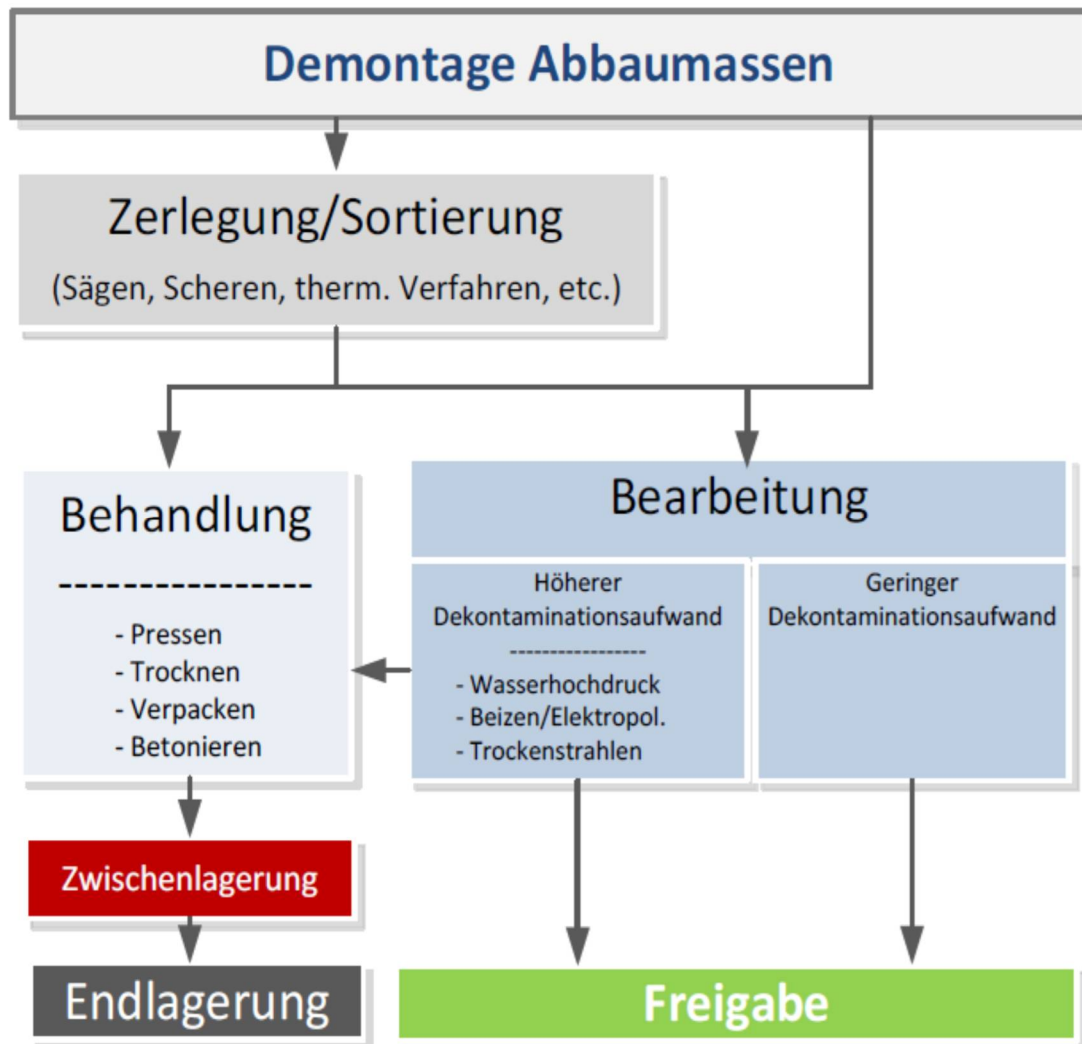 Demontage Abbaumassen
Zerlegung/Sortierung
(Sägen, Scheren, therm. Verfahren, etc.)
Behandlung
----------------
- Pressen
- Trocknen
- Verpacken
- Betonieren
Bearbeitung
Höherer
Dekontaminationsaufwand
-----------------
- Wasserhochdruck
- Beizen/Elektropol.
- Trockenstrahlen
Geringer
Dekontaminationsaufwand
Zwischenlagerung
Endlagerung
Freigabe